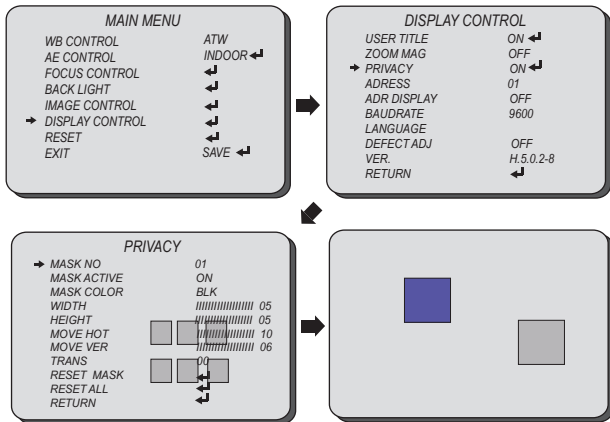 MAIN MENU
WB CONTROL ATW
AE CONTROL INDOOR
FOCUS CONTROL
BACK LIGHT
IMAGE CONTROL
DISPLAY CONTROL
RESET
EXIT SAVE
DISPLAY CONTROL
USER TITLE ON
ZOOM MAG OFF
PRIVACY ON
ADRESS 01
ADR DISPLAY OFF
BAUDRATE 9600
LANGUAGE
DEFECT ADJ OFF
VER. H.5.0.2-8
RETURN
PRIVACY
MASK NO 01
MASK ACTIVE ON
MASK COLOR BLK
WIDTH 05
HEIGHT 05
MOVE HOT 10
MOVE VER 06
TRANS 00
RESET MASK
RESET ALL
RETURN